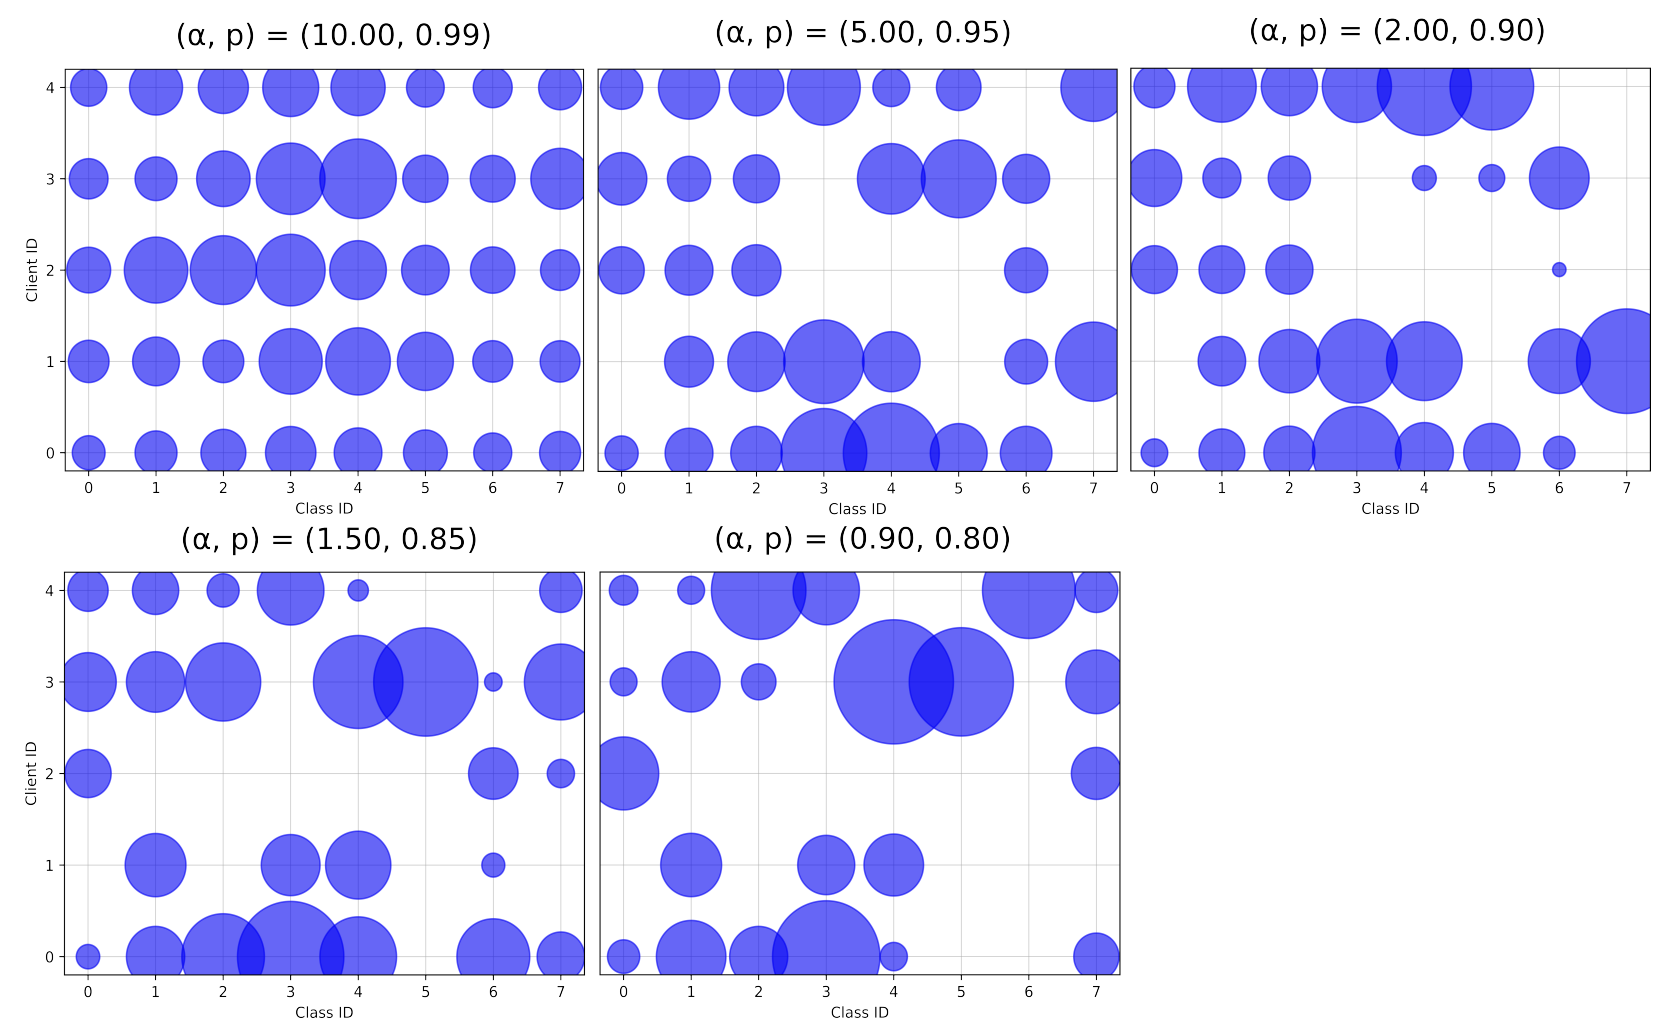 (α, p) = (10.00, 0.99)
(α, p) = (5.00, 0.95)
(α, p) = (2.00, 0.90)
4
3
2
1
0
Client ID
0 1 2 3 4 5 6 7
0 1 2 3 4 5 6 7
0 1 2 3 4 5 6 7
Class ID
Class ID
Class ID
(α, p) = (1.50, 0.85)
(α, p) = (0.90, 0.80)
4
3
2
1
0
Client ID
0 1 2 3 4 5 6 7
0 1 2 3 4 5 6 7
Class ID
Class ID